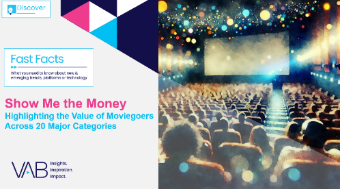 Discover
Fast Facts
What you need to know about new &
emerging trends, platforms or technology
Show Me the Money
Highlighting the Value of Moviegoers
Across 20 Major Categories
VAB
Insights.
Inspiration.
Impact.